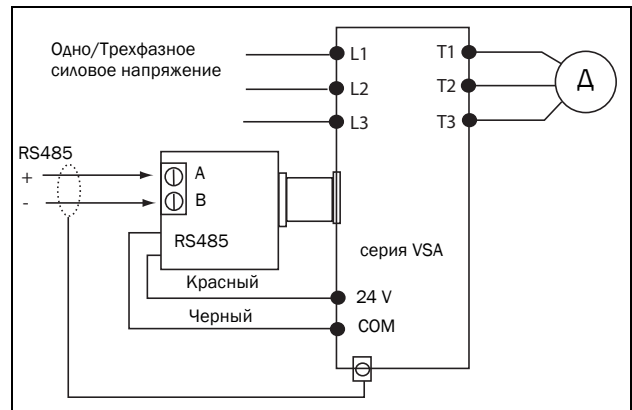 Одно/Трехфазное
силовое напряжение
L1
L2
L3
T1
T2
T3
Д
RS485
+
-
A
B
RS485
серия VSA
Красный
Черный
24 V
COM